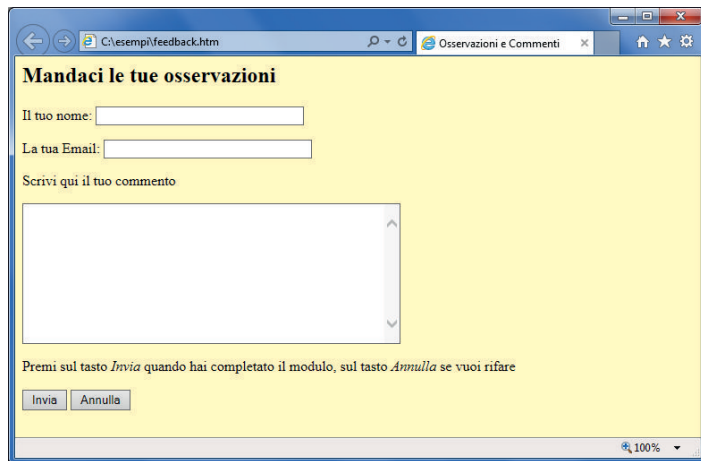 C:\esempi\feedback.htm
Osservazioni e Commenti
Mandaci le tue osservazioni
Il tuo nome:
La tua Email:
Scrivi qui il tuo commento
Premi sul tasto Invia quando hai completato il modulo, sul tasto Annulla se vuoi rifare
Invia Annulla
100%